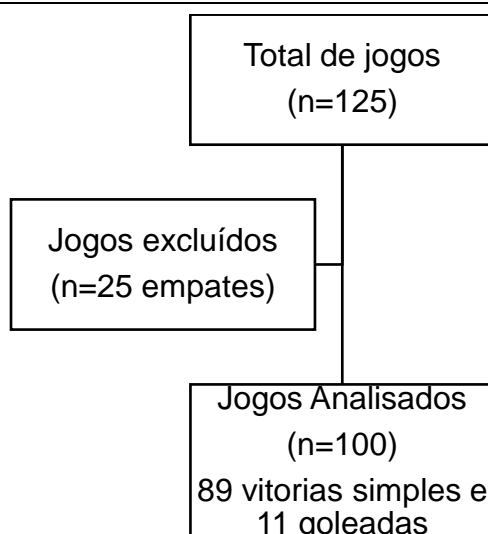 Total de jogos
(n=125)
Jogos excluídos
(n=25 empates)
Jogos Analisados
(n=100)
89 vitorias simples e
11 goleadas